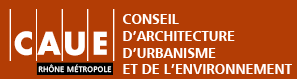 CAUE
RHÔNE MÉTROPOLE
CONSEIL
D'ARCHITECTURE
D'URBANISME
ET DE L'ENVIRONNEMENT